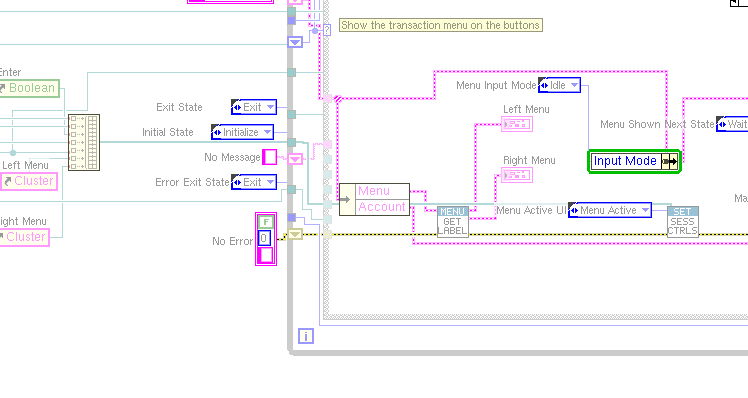 Show the transaction menu on the buttons
Enter
Boolean
Menu Input Mode
Idle
Exit State
Exit
Left Menu
Menu Shown Next State
Wait
Initial State
Initialize
No Message
Right Menu
Input Mode
Left Menu
Cluster
Error Exit State
Exit
Menu
Account
Menu Active UI
Menu Active
MENU
GET
LABEL
SET
SESS
CTRLS
Ma
ight Menu
Cluster
No Error
F
0
i